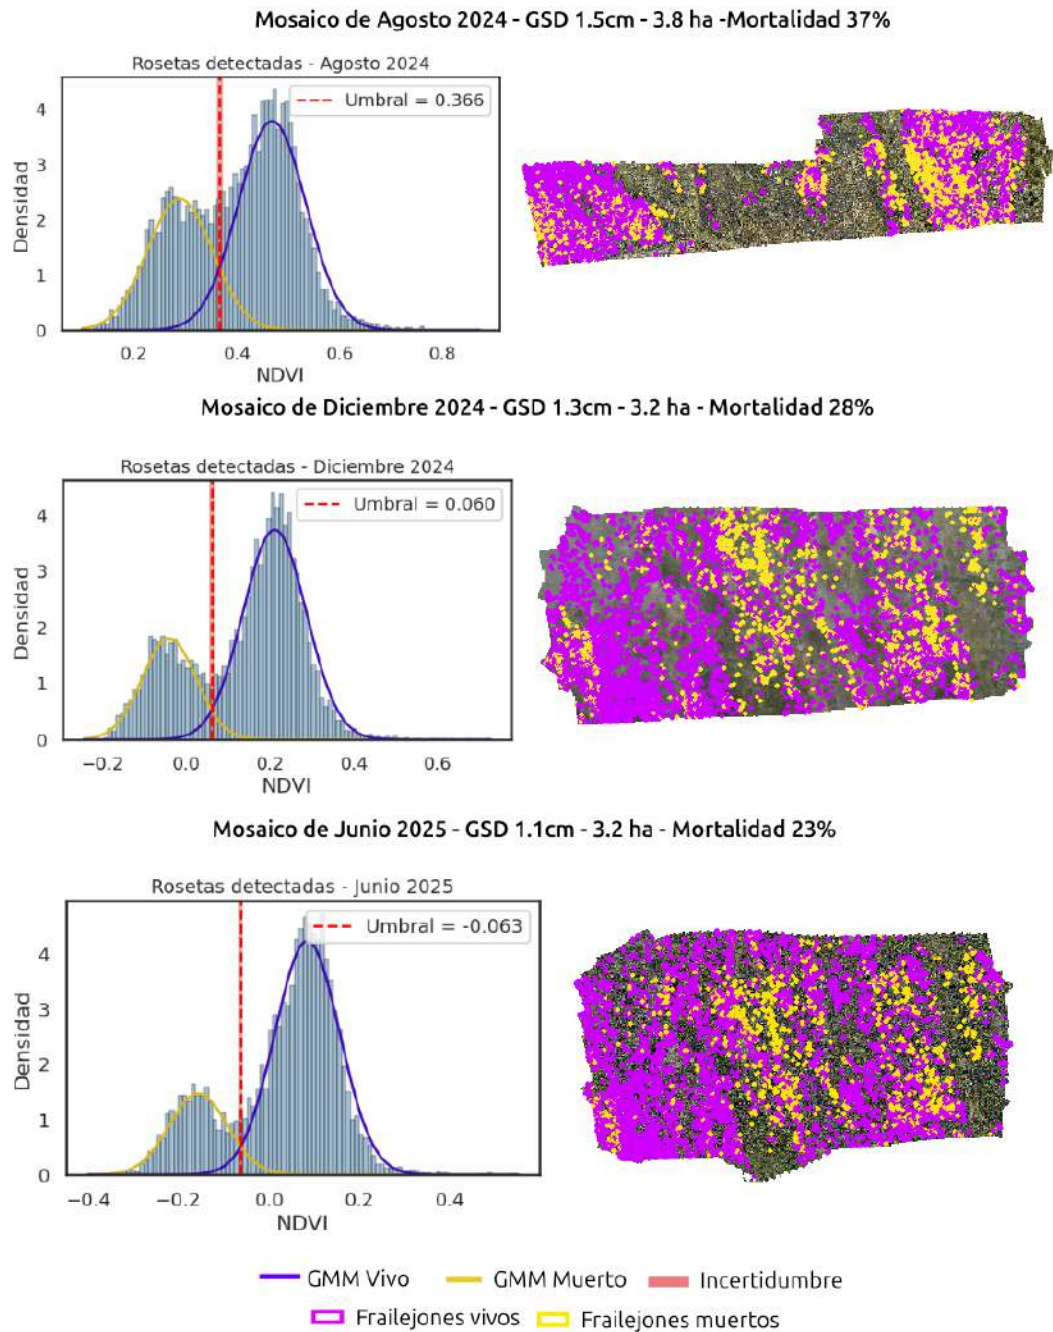 Mosaico de Agosto 2024 - GSD 1.5cm - 3.8 ha -Mortalidad 37%
Rosetas detectadas - Agosto 2024
Umbral = 0.366
Densidad
4
3
2
1
0
0.2 0.4 0.6 0.8
NDVI
Mosaico de Diciembre 2024 - GSD 1.3cm - 3.2 ha - Mortalidad 28%
Rosetas detectadas - Diciembre 2024
Umbral = 0.060
Densidad
4
3
2
1
0
−0.2 0.0 0.2 0.4 0.6
NDVI
Mosaico de Junio 2025 - GSD 1.1cm - 3.2 ha - Mortalidad 23%
Rosetas detectadas - Junio 2025
Umbral = -0.063
Densidad
4
3
2
1
0
−0.4 −0.2 0.0 0.2 0.4
NDVI
GMM Vivo GMM Muerto Incertidumbre
Frailejones vivos Frailejones muertos